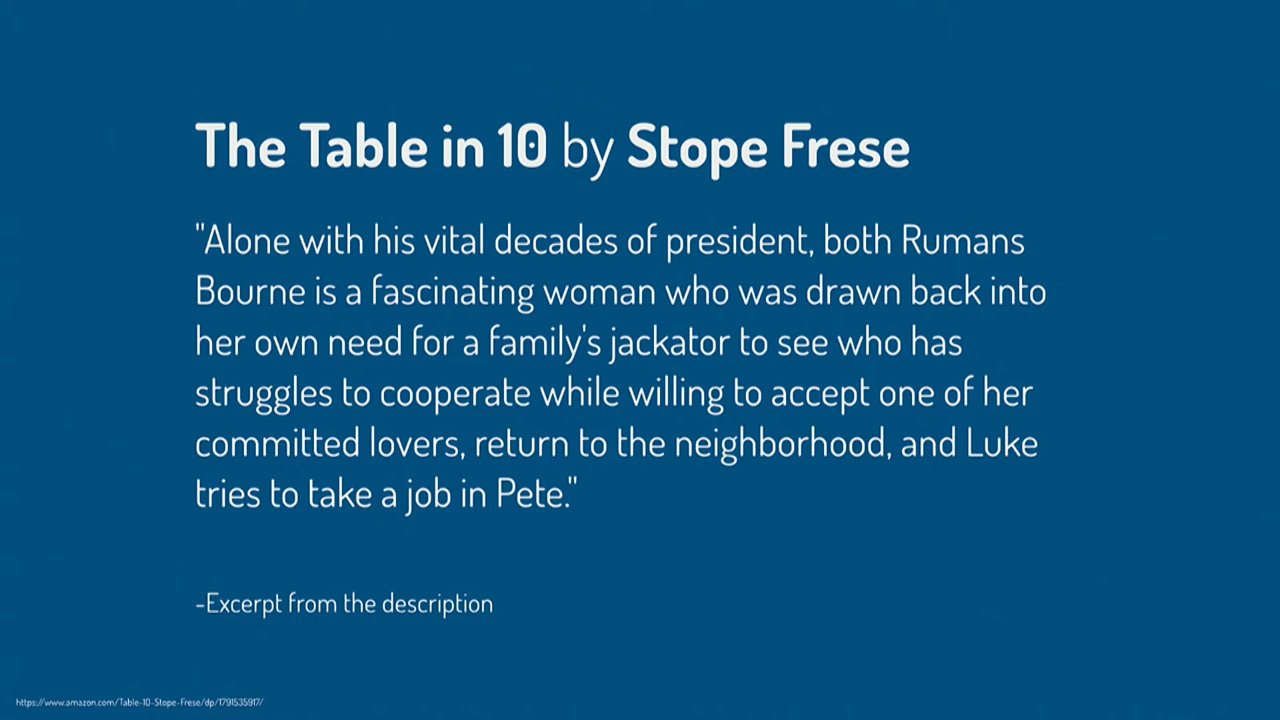 The Table in 10 by Stope Frese
"Alone with his vital decades of president, both Rumans
Bourne is a fascinating woman who was drawn back into
her own need for a family's jackator to see who has
struggles to cooperate while willing to accept one of her
committed lovers, return to the neighborhood, and Luke
tries to take a job in Pete."
-Excerpt from the description
https://www.amazon.com/Table-10-Stope-Frese/dp/1791535917/